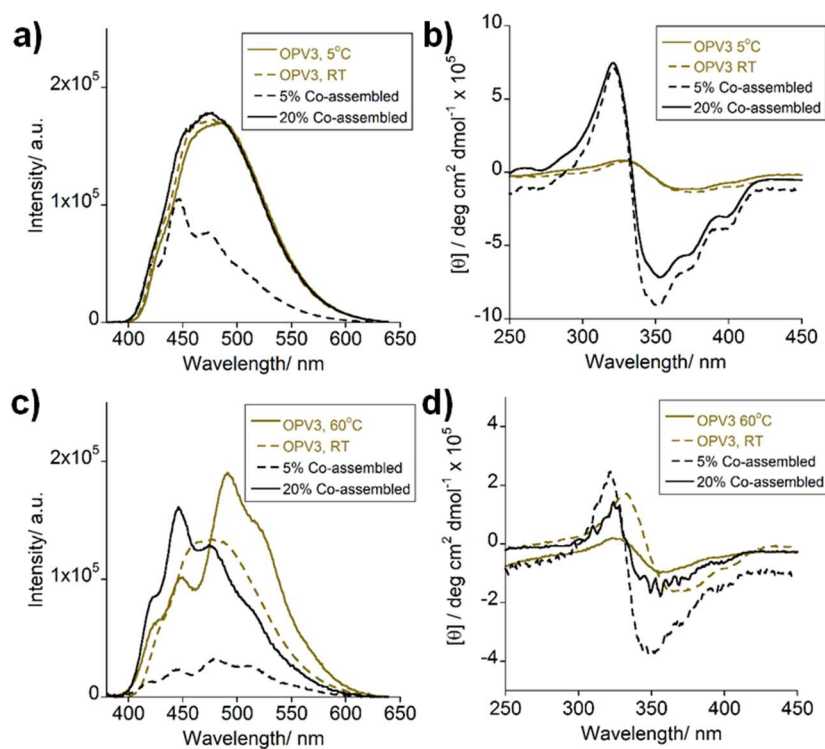 a)
OPV3, 5°C
OPV3, RT
5% Co-assembled
20% Co-assembled
2x10⁵
1x10⁵
0
Intensity/ a.u.
400 450 500 550 600 650
Wavelength/ nm
b)
OPV3 5°C
OPV3 RT
5% Co-assembled
20% Co-assembled
10
5
0
-5
-10
[θ] / deg cm² dmol⁻¹ x 10⁵
250 300 350 400 450
Wavelength/ nm
c)
OPV3, 60°C
OPV3, RT
5% Co-assembled
20% Co-assembled
2x10⁵
1x10⁵
0
Intensity/ a.u.
400 450 500 550 600 650
Wavelength/ nm
d)
OPV3 60°C
OPV3, RT
5% Co-assembled
20% Co-assembled
4
2
0
-2
-4
[θ] / deg cm² dmol⁻¹ x 10⁵
250 300 350 400 450
Wavelength/ nm